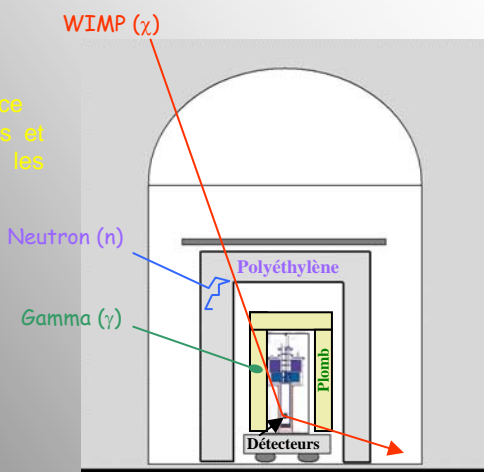 WIMP (χ)
ce
s et
les
Neutron (n)
Polyéthylène
Gamma (γ)
Plomb
Détecteurs